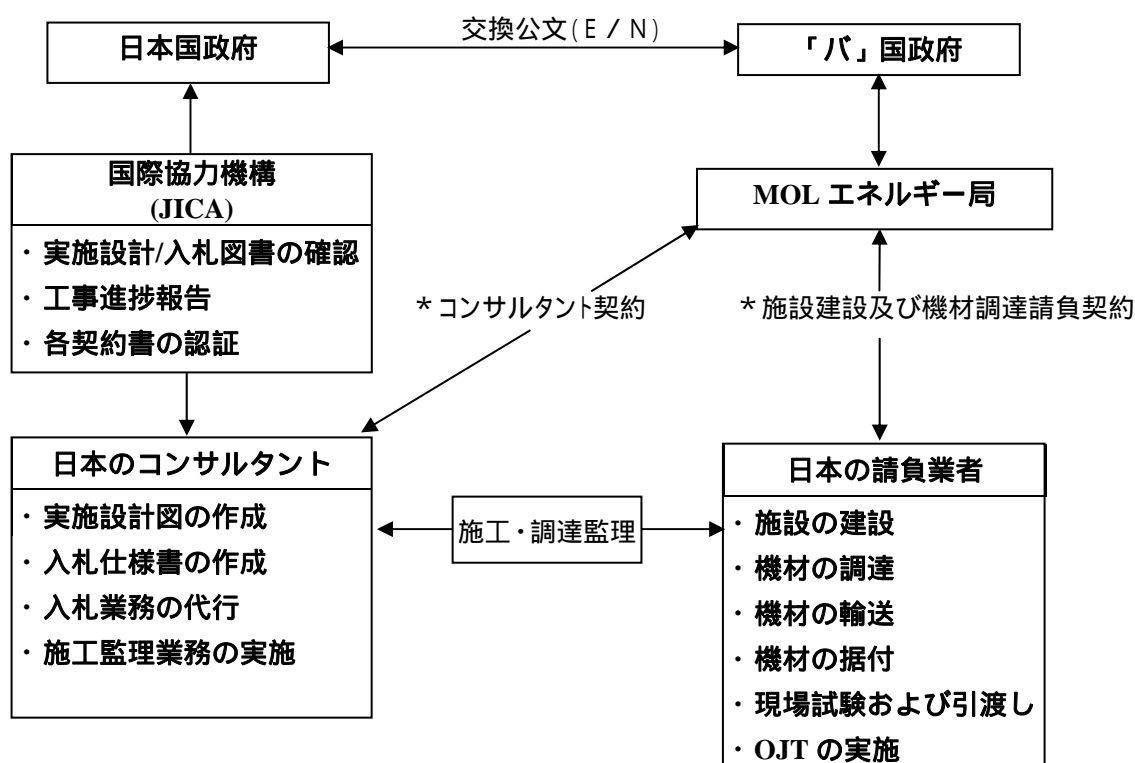 交換公文(E/N)
日本国政府
「バ」国政府
国際協力機構
(JICA)
・実施設計/入札図書の確認
・工事進捗報告
・各契約書の認証
MOL エネルギー局
*コンサルタント契約
*施設建設及び機材調達請負契約
日本のコンサルタント
・実施設計図の作成
・入札仕様書の作成
・入札業務の代行
・施工監理業務の実施
施工・調達監理
日本の請負業者
・施設の建設
・機材の調達
・機材の輸送
・機材の据付
・現場試験および引渡し
・OJT の実施